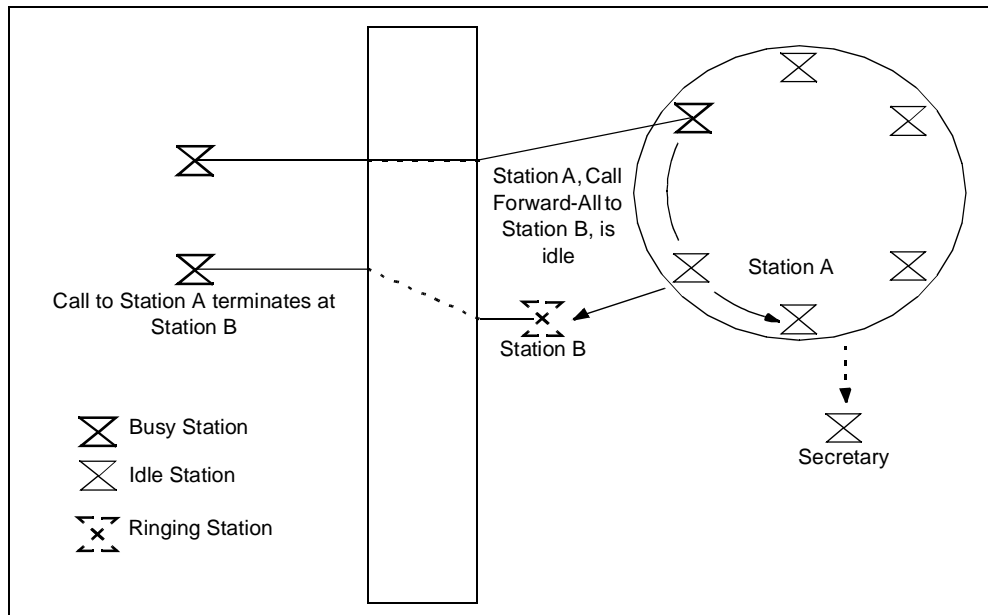 Station A, Call
Forward-All to
Station B, is
idle
Station A
Call to Station A terminates at
Station B
Station B
Busy Station
Idle Station
Ringing Station
Secretary